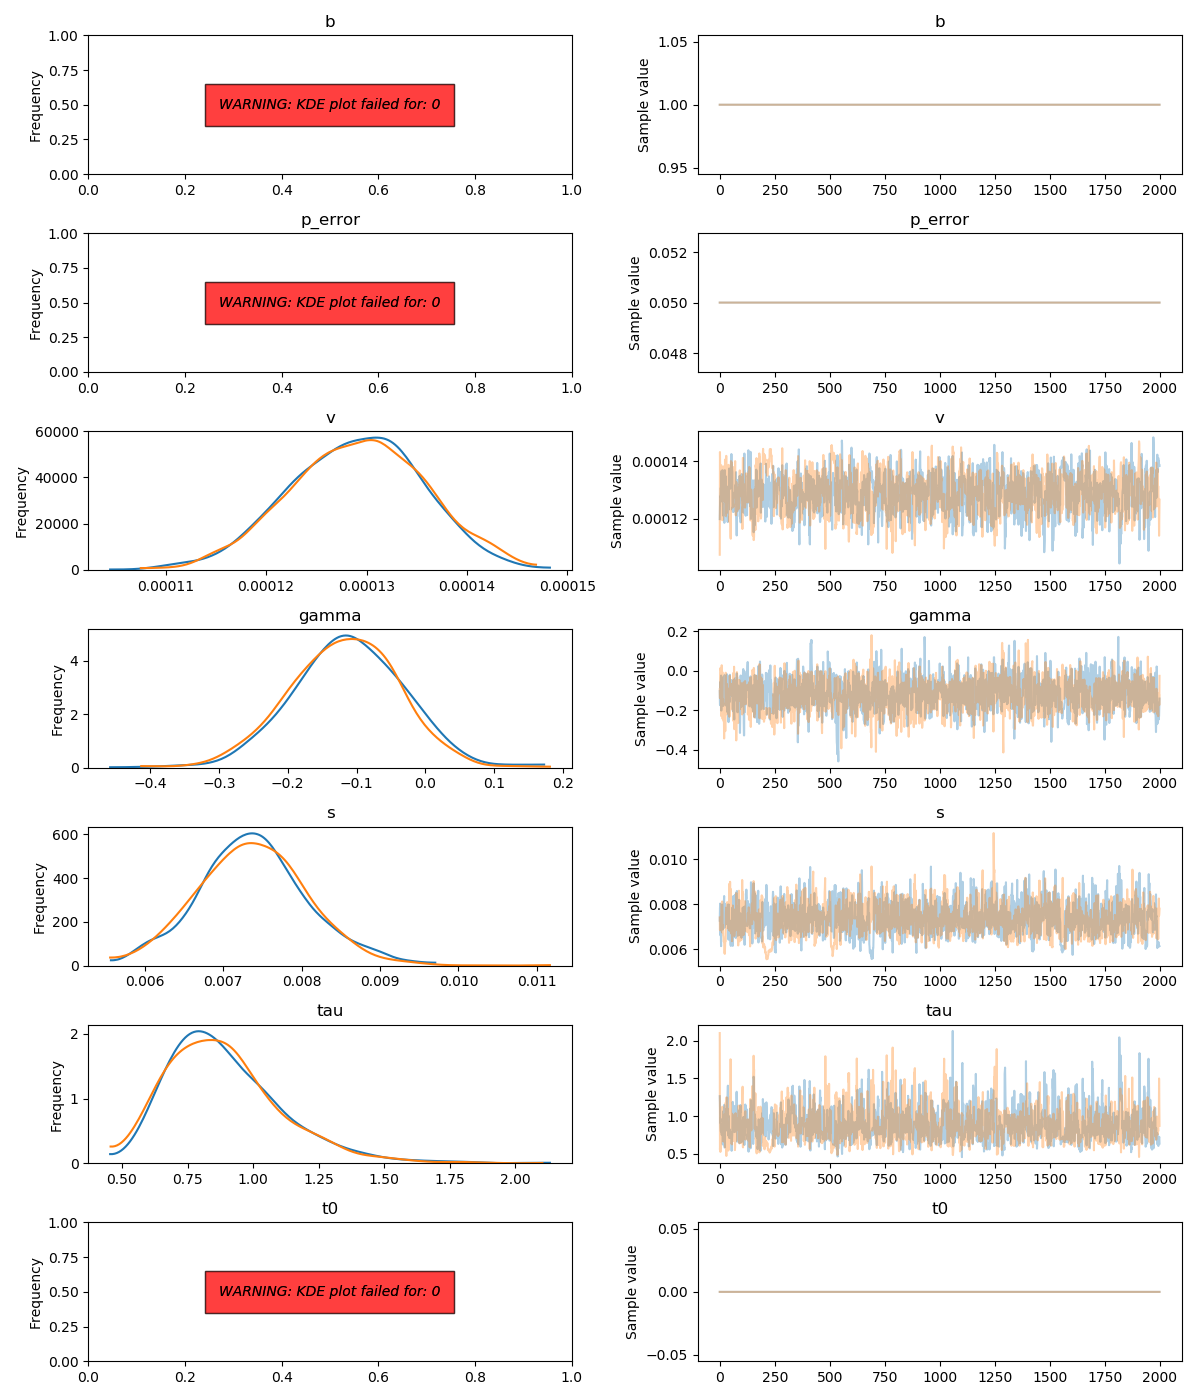 b
1.00
0.75
0.50
0.25
0.00
Frequency
WARNING: KDE plot failed for: 0
0.0 0.2 0.4 0.6 0.8 1.0
b
1.05
1.00
0.95
Sample value
0 250 500 750 1000 1250 1500 1750 2000
p_error
1.00
0.75
0.50
0.25
0.00
Frequency
WARNING: KDE plot failed for: 0
0.0 0.2 0.4 0.6 0.8 1.0
p_error
0.052
0.050
0.048
Sample value
0 250 500 750 1000 1250 1500 1750 2000
v
60000
40000
20000
0
Frequency
0.00011 0.00012 0.00013 0.00014 0.00015
v
0.00014
0.00012
Sample value
0 250 500 750 1000 1250 1500 1750 2000
gamma
4
2
0
Frequency
−0.4 −0.3 −0.2 −0.1 0.0 0.1 0.2
gamma
0.2
0.0
−0.2
−0.4
Sample value
0 250 500 750 1000 1250 1500 1750 2000
s
600
400
200
0
Frequency
0.006 0.007 0.008 0.009 0.010 0.011
s
0.010
0.008
0.006
Sample value
0 250 500 750 1000 1250 1500 1750 2000
tau
2
1
0
Frequency
0.50 0.75 1.00 1.25 1.50 1.75 2.00
tau
2.0
1.5
1.0
0.5
Sample value
0 250 500 750 1000 1250 1500 1750 2000
t0
1.00
0.75
0.50
0.25
0.00
Frequency
WARNING: KDE plot failed for: 0
0.0 0.2 0.4 0.6 0.8 1.0
t0
0.05
0.00
−0.05
Sample value
0 250 500 750 1000 1250 1500 1750 2000